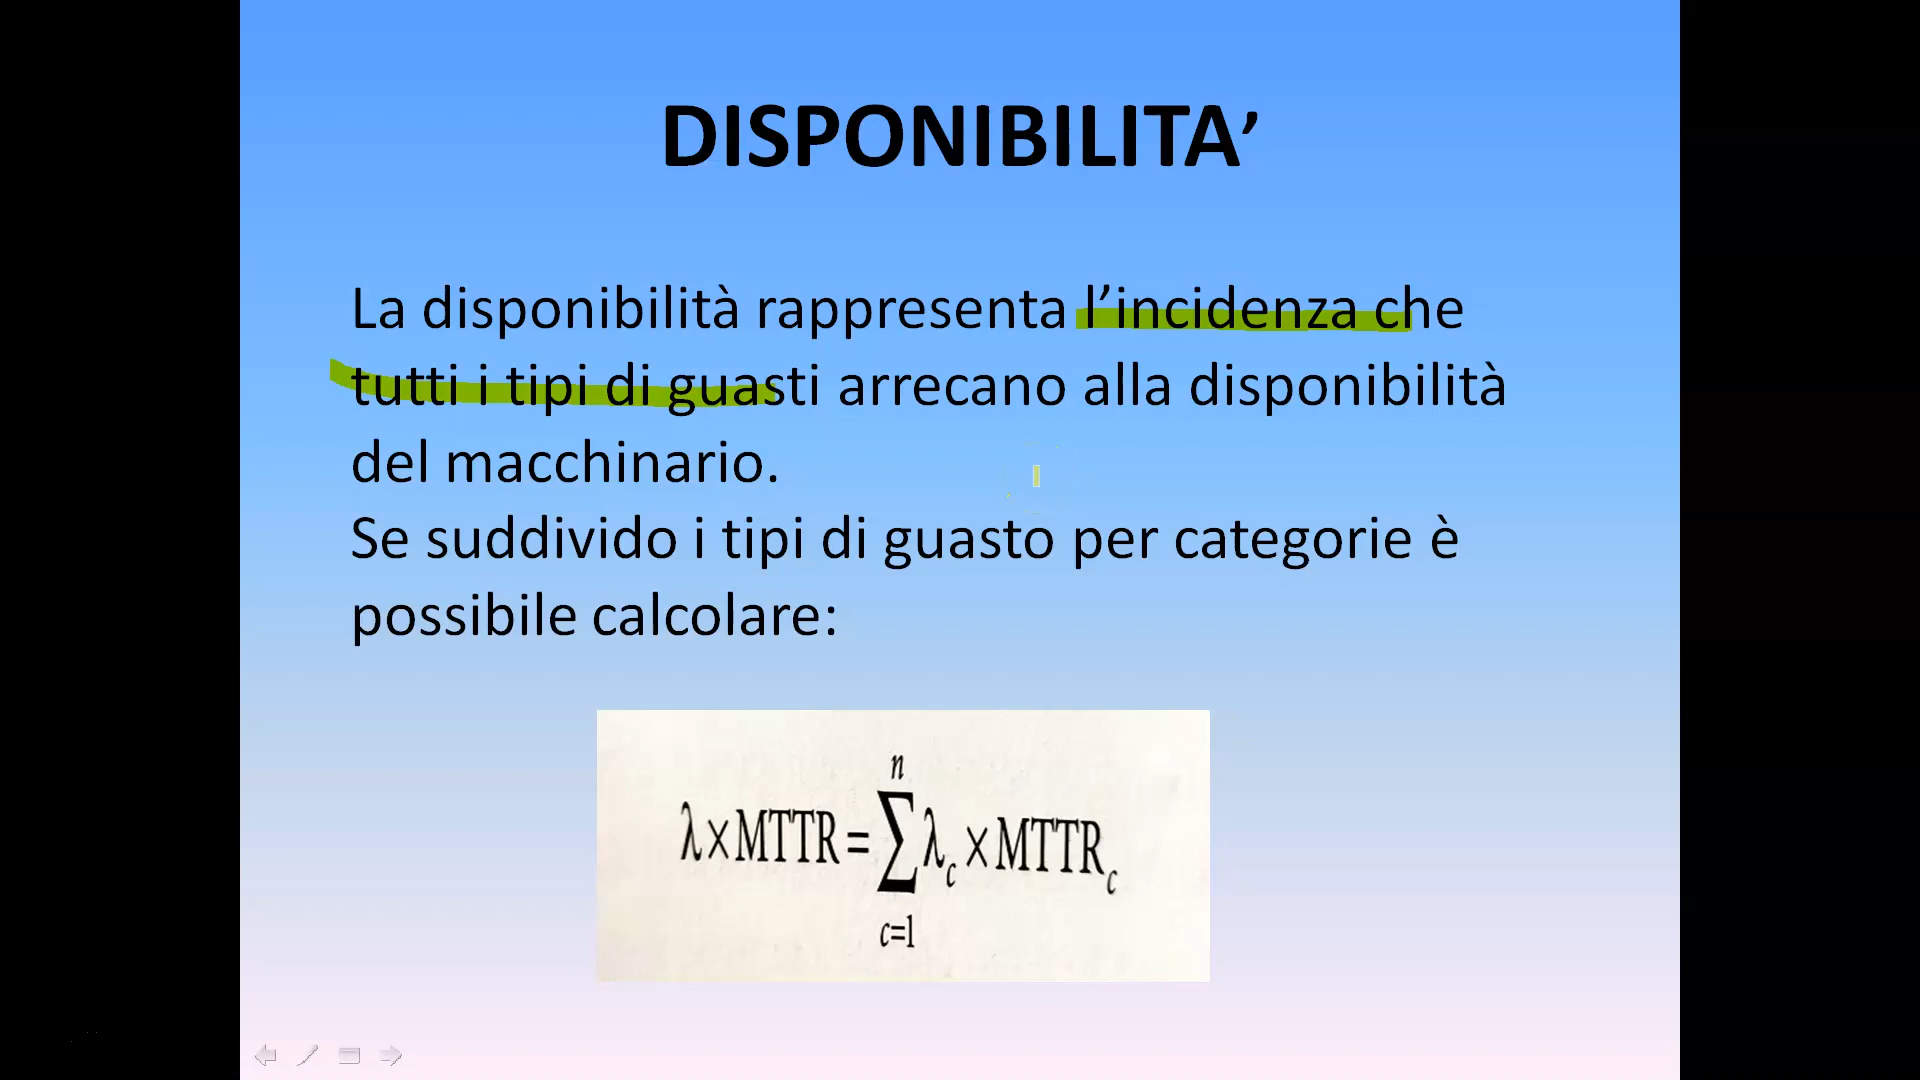 DISPONIBILITA’
La disponibilità rappresenta l’incidenza che
tutti i tipi di guasti arrecano alla disponibilità
del macchinario.
Se suddivido i tipi di guasto per categorie è
possibile calcolare:
n
λ×MTTR=∑λc×MTTRc
c=1